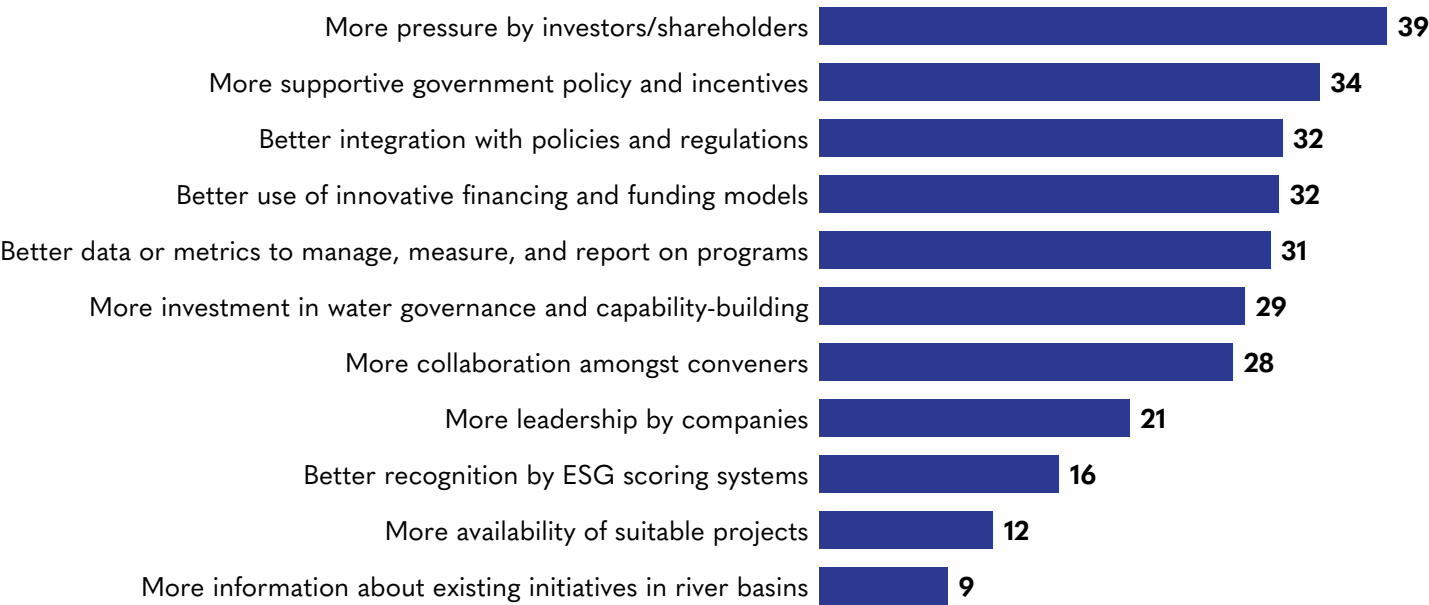 More pressure by investors/shareholders 39
More supportive government policy and incentives 34
Better integration with policies and regulations 32
Better use of innovative financing and funding models 32
Better data or metrics to manage, measure, and report on programs 31
More investment in water governance and capability-building 29
More collaboration amongst conveners 28
More leadership by companies 21
Better recognition by ESG scoring systems 16
More availability of suitable projects 12
More information about existing initiatives in river basins 9